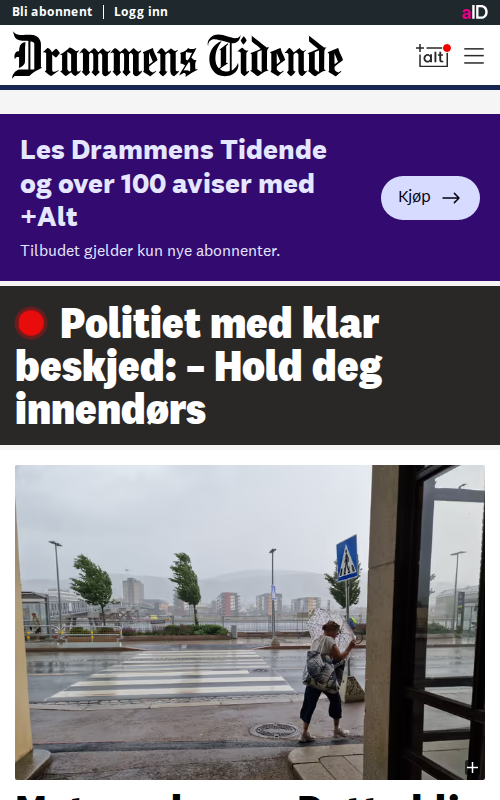 Bli abonnent | Logg inn
aID
Drammens Tidende
+alt
Les Drammens Tidende
og over 100 aviser med
+Alt
Kjøp →
Tilbudet gjelder kun nye abonnenter.
Politiet med klar
beskjed: – Hold deg
innendørs